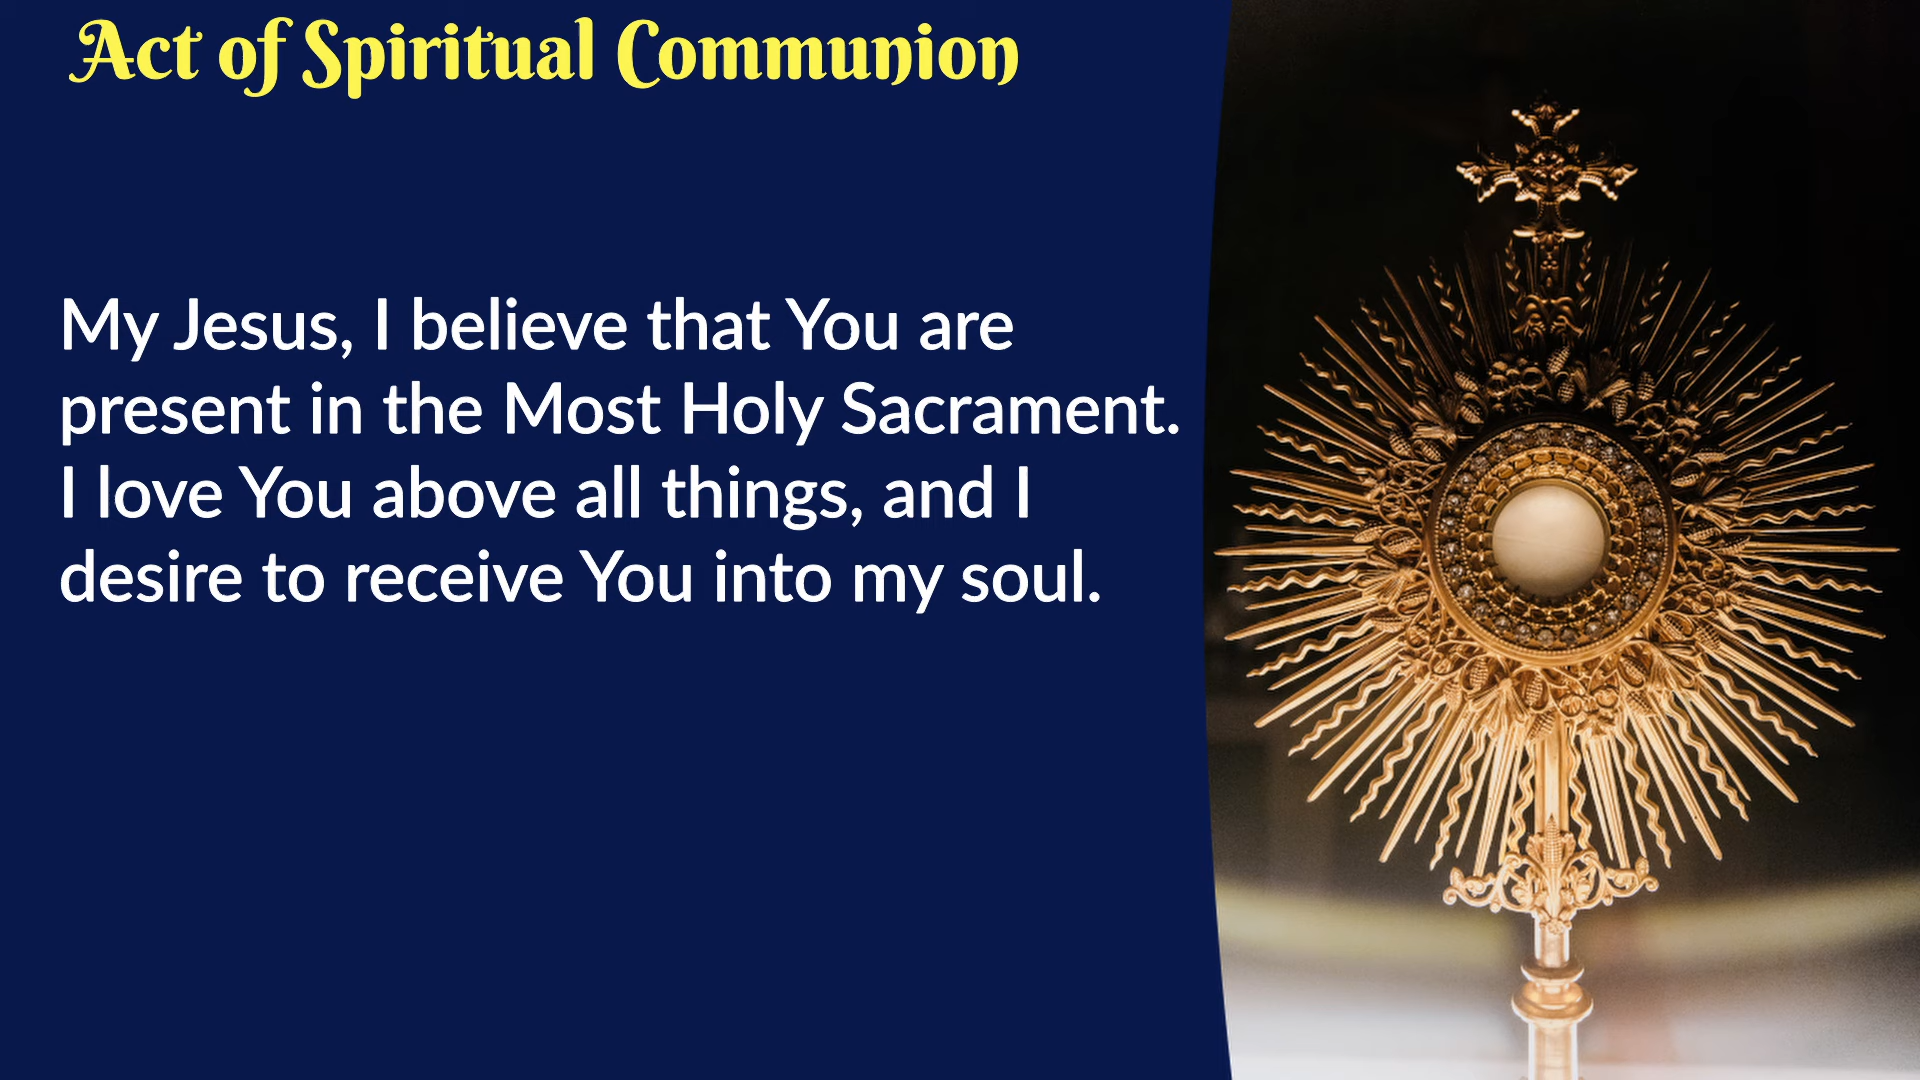 Act of Spiritual Communion
My Jesus, I believe that You are
present in the Most Holy Sacrament.
I love You above all things, and I
desire to receive You into my soul.